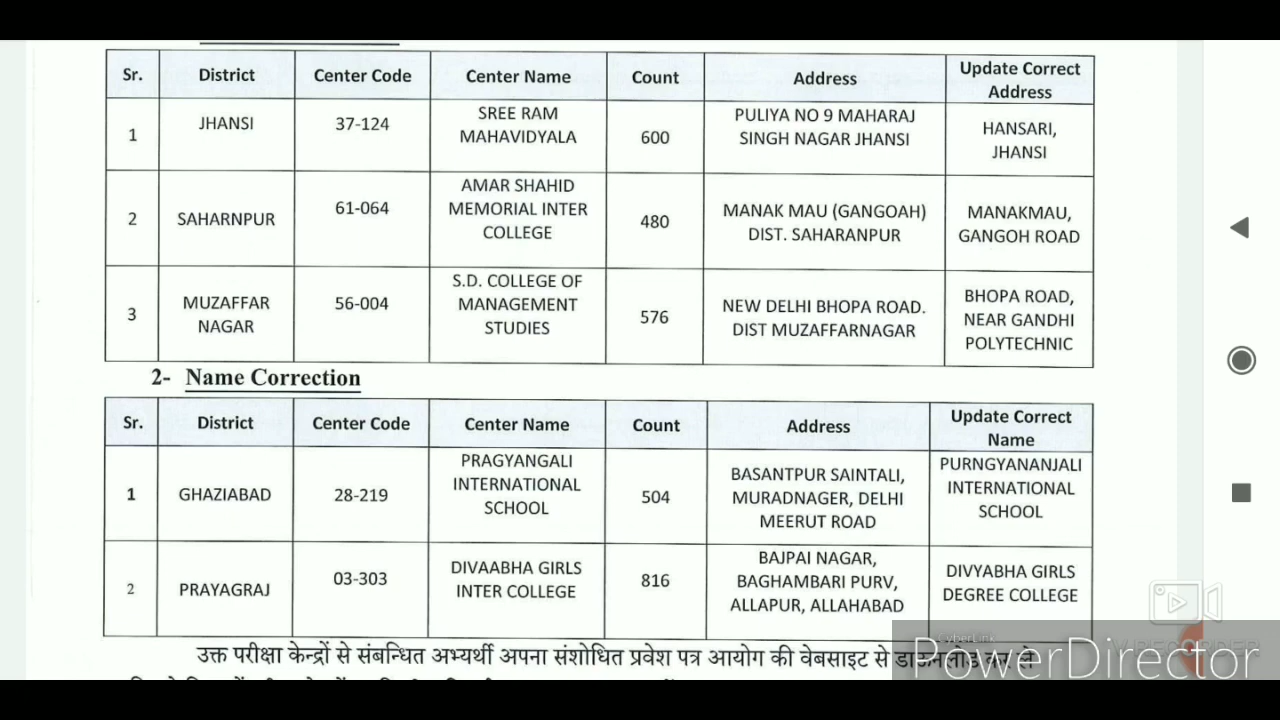 Sr. District Center Code Center Name Count Address Update Correct
Address
1 JHANSI 37-124 SREE RAM
MAHAVIDYALA 600 PULIYA NO 9 MAHARAJ
SINGH NAGAR JHANSI HANSARI,
JHANSI
2 SAHARNPUR 61-064 AMAR SHAHID
MEMORIAL INTER
COLLEGE 480 MANAK MAU (GANGOAH)
DIST. SAHARANPUR MANAKMAU,
GANGOH ROAD
3 MUZAFFAR
NAGAR 56-004 S.D. COLLEGE OF
MANAGEMENT
STUDIES 576 NEW DELHI BHOPA ROAD.
DIST MUZAFFARNAGAR BHOPA ROAD,
NEAR GANDHI
POLYTECHNIC
2- Name Correction
Sr. District Center Code Center Name Count Address Update Correct
Name
1 GHAZIABAD 28-219 PRAGYANGALI
INTERNATIONAL
SCHOOL 504 BASANTPUR SAINTALI,
MURADNAGER, DELHI
MEERUT ROAD PURNGYANANJALI
INTERNATIONAL
SCHOOL
2 PRAYAGRAJ 03-303 DIVAABHA GIRLS
INTER COLLEGE 816 BAJPAI NAGAR,
BAGHAMBARI PURV,
ALLAPUR, ALLAHABAD DIVYABHA GIRLS
DEGREE COLLEGE
उक्त परीक्षा केन्द्रों से संबन्धित अभ्यर्थी अपना संशोधित प्रवेश पत्र आयोग की वेबसाइट से डाऊनलोड कर ले
CyberLink
PowerDirector